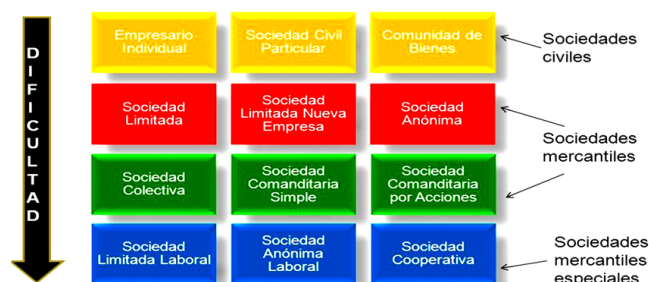 DIFICULTAD
Empresario
Individual
Sociedad Civil
Particular
Comunidad de
Bienes
Sociedades
civiles
Sociedad
Limitada
Sociedad
Limitada Nueva
Empresa
Sociedad
Anónima
Sociedades
mercantiles
Sociedad
Colectiva
Sociedad
Comanditaria
Simple
Sociedad
Comanditaria
por Acciones
Sociedad
Limitada Laboral
Sociedad
Anónima
Laboral
Sociedad
Cooperativa
Sociedades
mercantiles
especiales